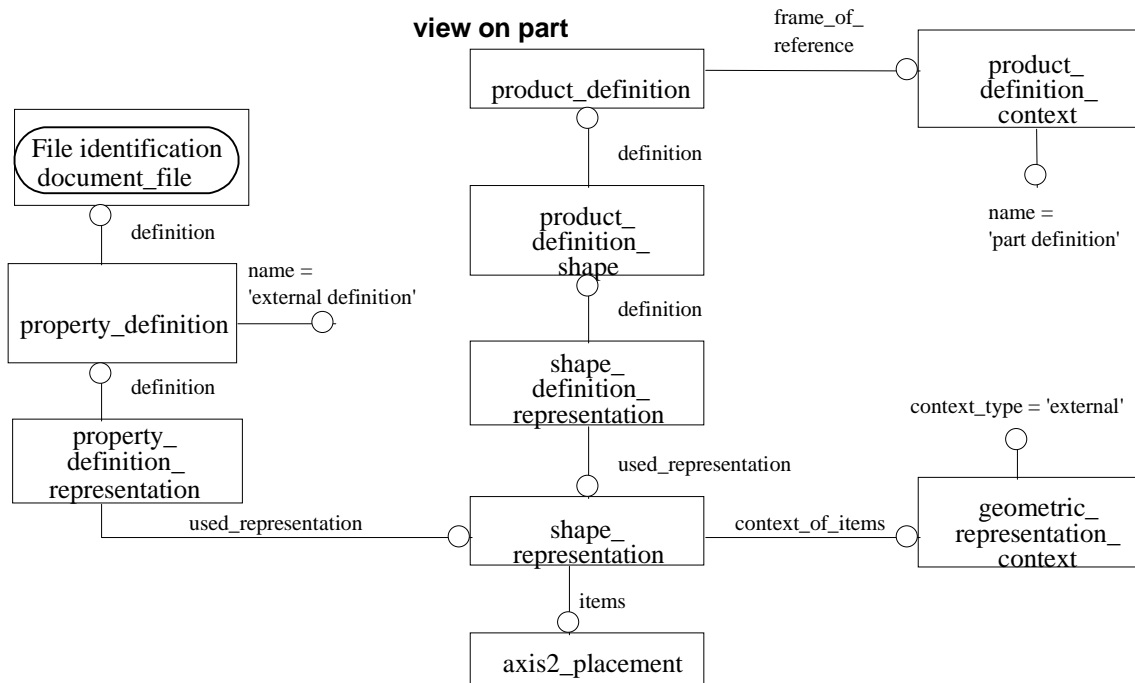 view on part
frame_of_
reference
product_definition
product_
definition_
context
File identification
document_file
definition
definition
product_
definition_
shape
name =
'part definition'
name =
'external definition'
property_definition
definition
definition
shape_
definition_
representation
context_type = 'external'
property_
definition_
representation
used_representation
used_representation
shape_
representation
context_of_items
geometric_
representation_
context
items
axis2_placement